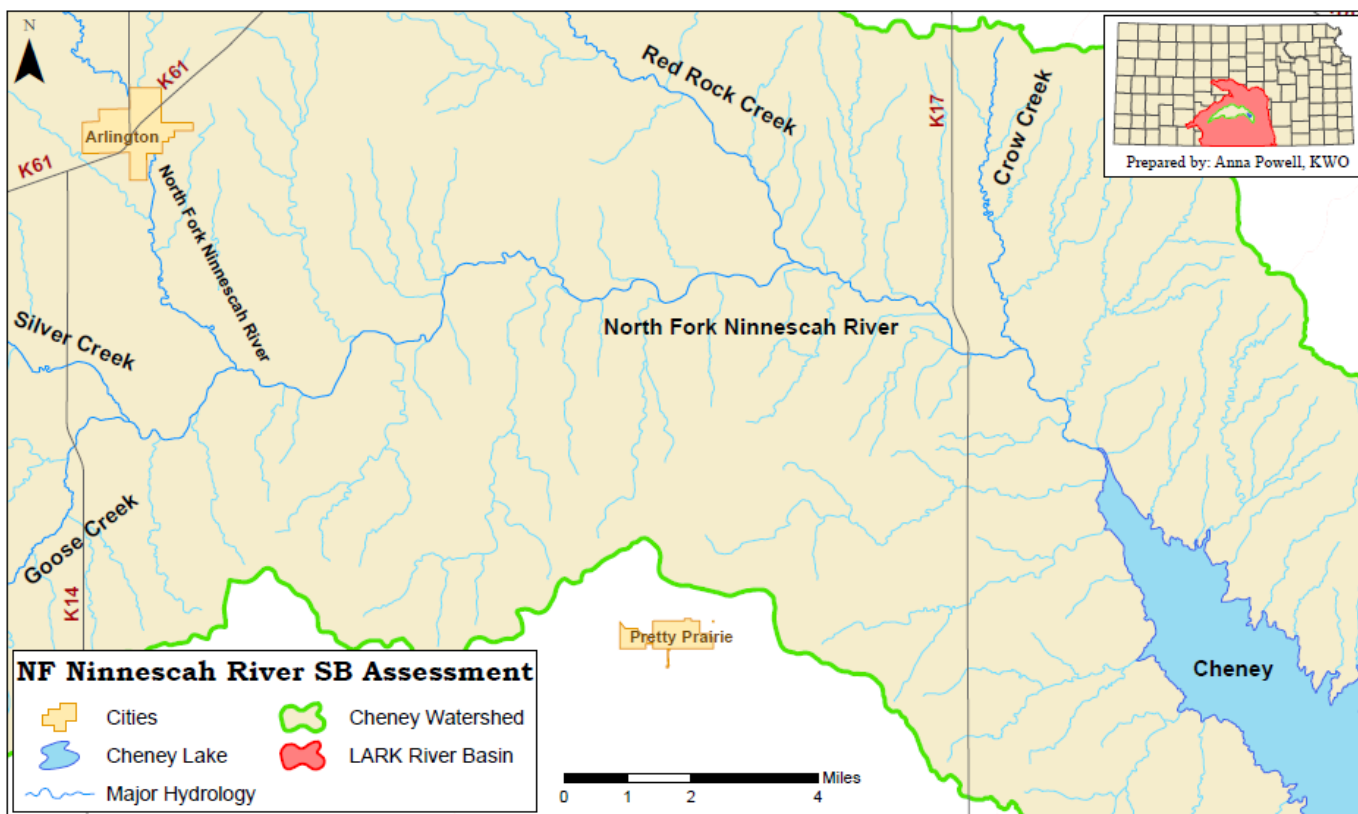 N
K61
Arlington
K61
North Fork Ninnescah River
Red Rock Creek
K17
Crow Creek
Prepared by: Anna Powell, KWO
Silver Creek
North Fork Ninnescah River
Goose Creek
K14
Pretty Prairie
Cheney
NF Ninnescah River SB Assessment
Cities
Cheney Watershed
Cheney Lake
LARK River Basin
Major Hydrology
Miles
0 1 2 4